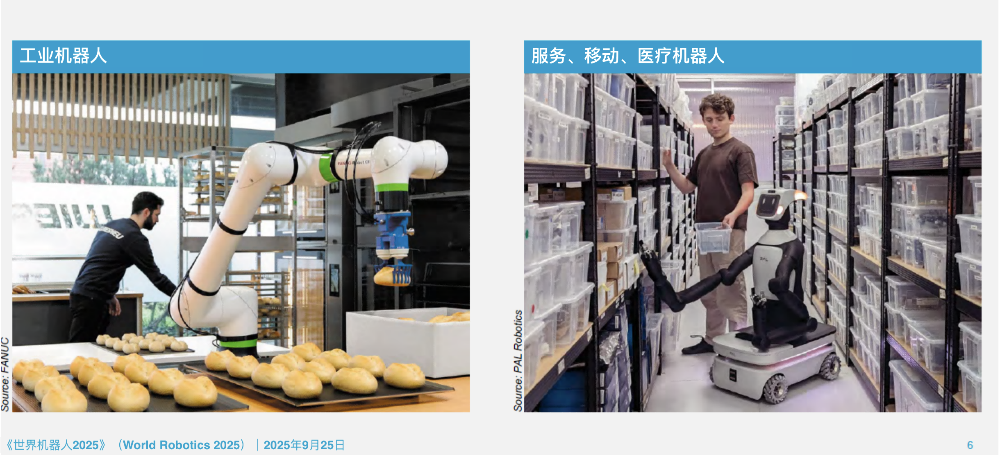 工业机器人
Source: FANUC
服务、移动、医疗机器人
PAL
Source: PAL Robotics
《世界机器人2025》（World Robotics 2025）｜2025年9月25日
6